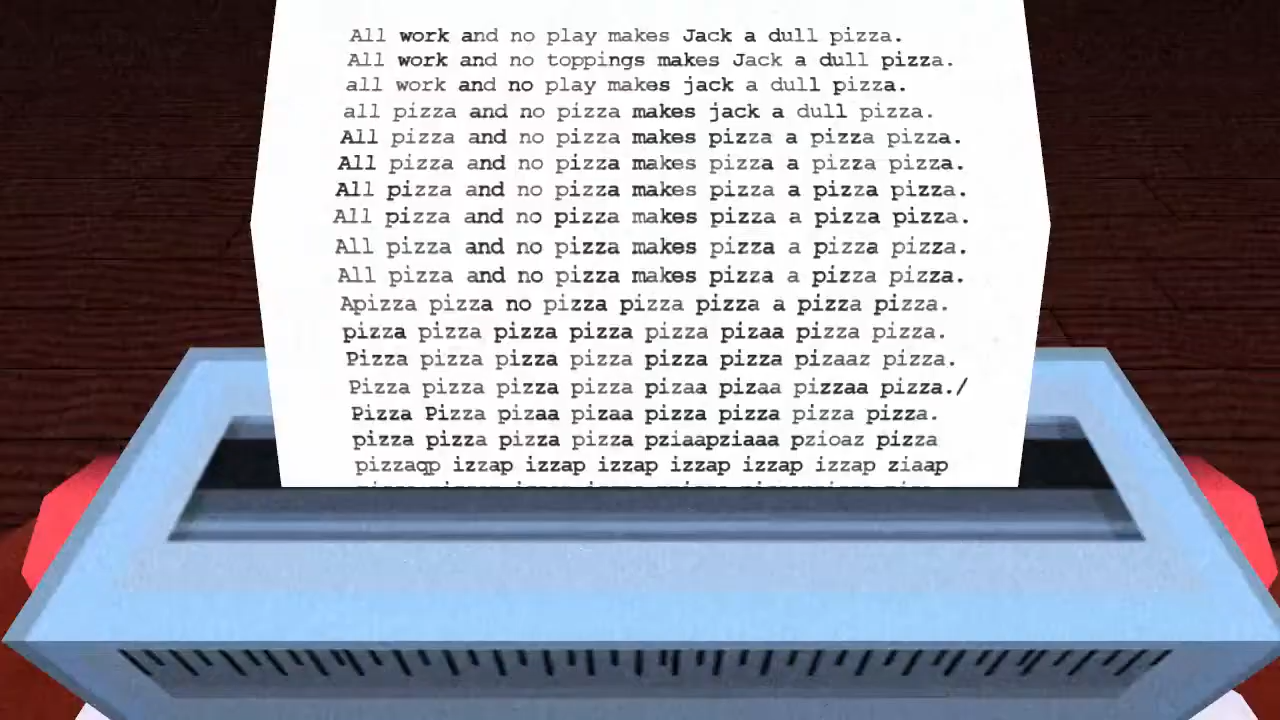 All work and no play makes Jack a dull pizza.
All work and no toppings makes Jack a dull pizza.
all work and no play makes jack a dull pizza.
all pizza and no pizza makes jack a dull pizza.
All pizza and no pizza makes pizza a pizza pizza.
All pizza and no pizza makes pizza a pizza pizza.
All pizza and no pizza makes pizza a pizza pizza.
All pizza and no pizza makes pizza a pizza pizza.
All pizza and no pizza makes pizza a pizza pizza.
All pizza and no pizza makes pizza a pizza pizza.
Apizza pizza no pizza pizza pizza a pizza pizza.
pizza pizza pizza pizza pizza pizaa pizza pizza.
Pizza pizza pizza pizza pizza pizza pizaaz pizza.
Pizza pizza pizza pizza pizaa pizaa pizzaa pizza./
Pizza Pizza pizaa pizaa pizza pizza pizza pizza.
pizza pizza pizza pizza pziaapziaaa pzioaz pizza
pizzaqp izzap izzap izzap izzap izzap izzap ziaap